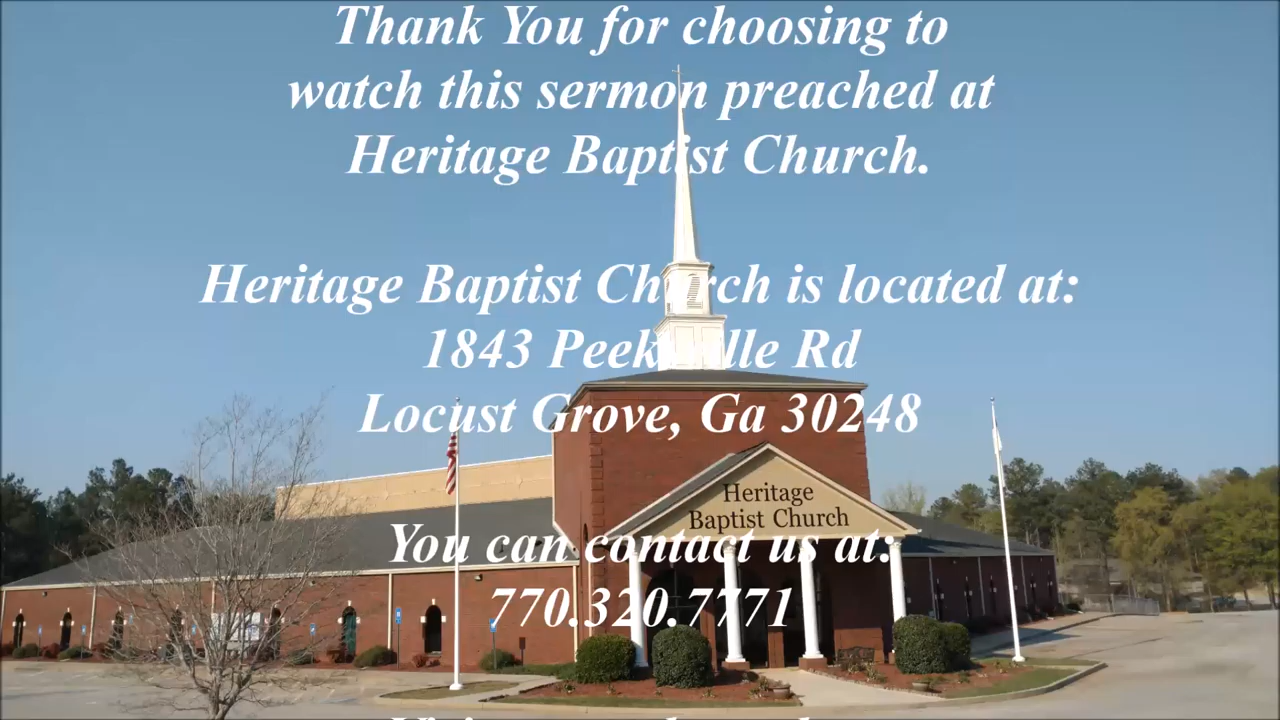 Thank You for choosing to
watch this sermon preached at
Heritage Baptist Church.
Heritage Baptist Church is located at:
1843 Peeksville Rd
Locust Grove, Ga 30248
Heritage
Baptist Church
You can contact us at:
770.320.7771